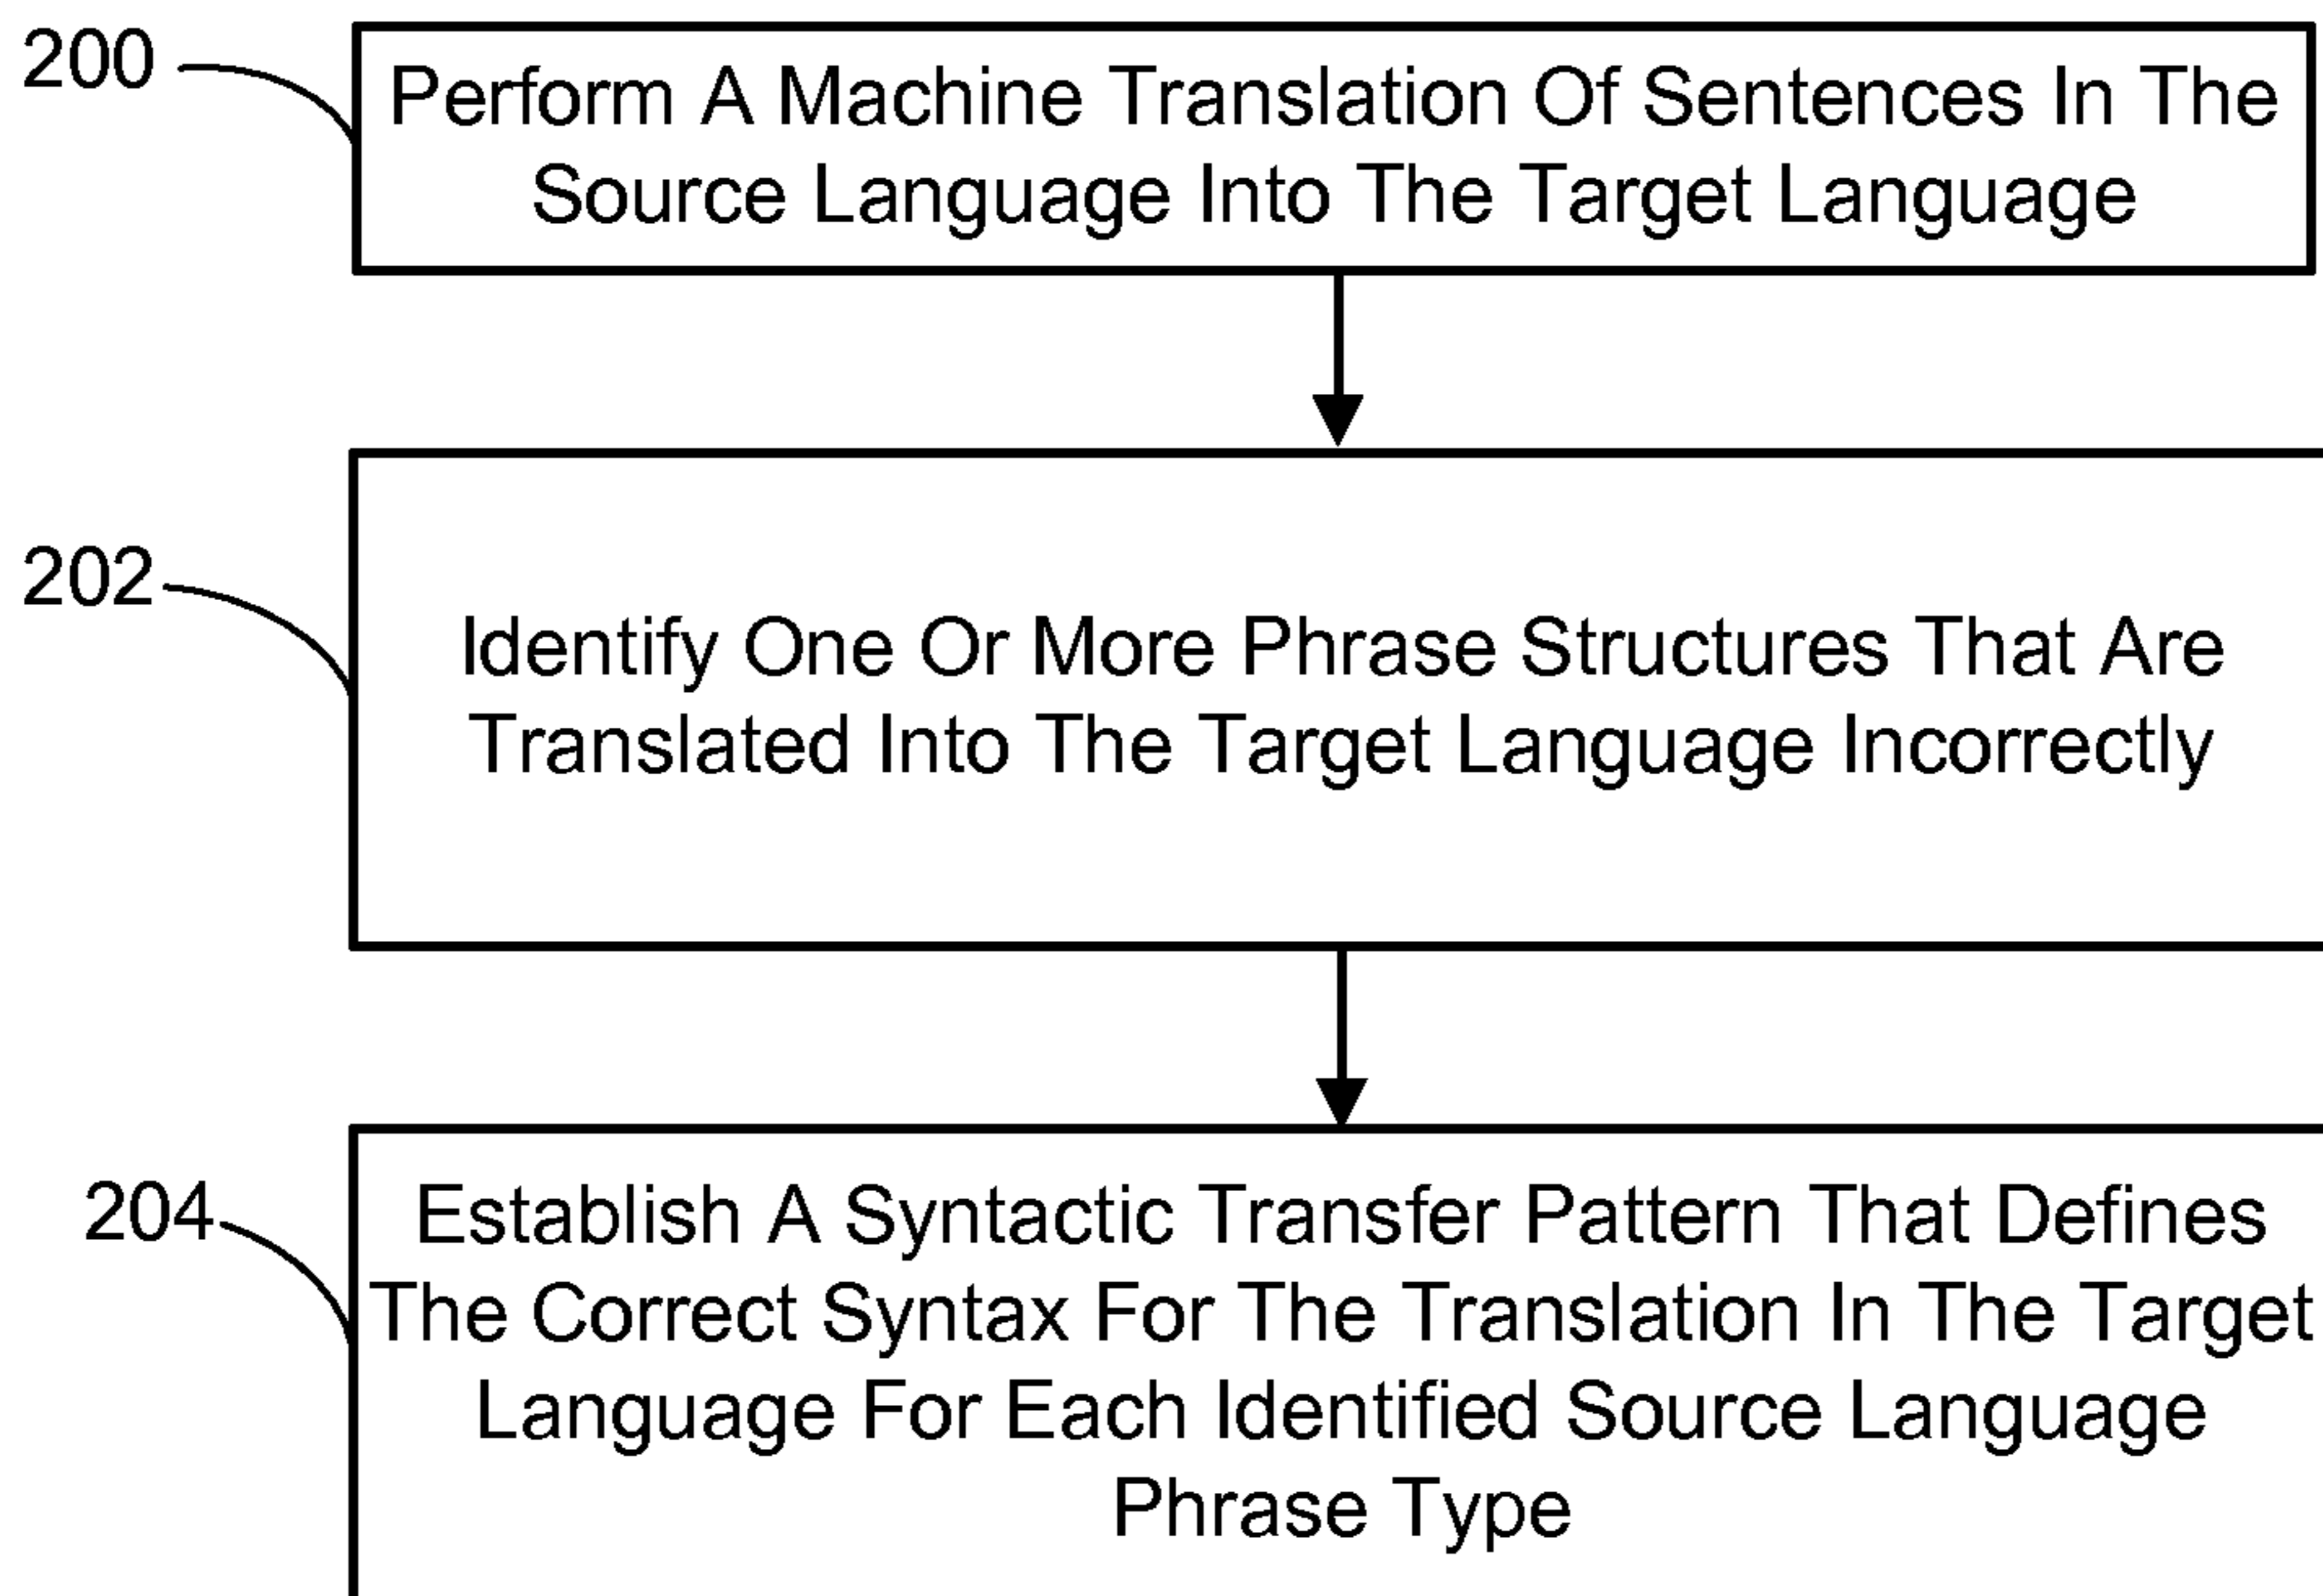 200
Perform A Machine Translation Of Sentences In The
Source Language Into The Target Language
202
Identify One Or More Phrase Structures That Are
Translated Into The Target Language Incorrectly
204
Establish A Syntactic Transfer Pattern That Defines
The Correct Syntax For The Translation In The Target
Language For Each Identified Source Language
Phrase Type